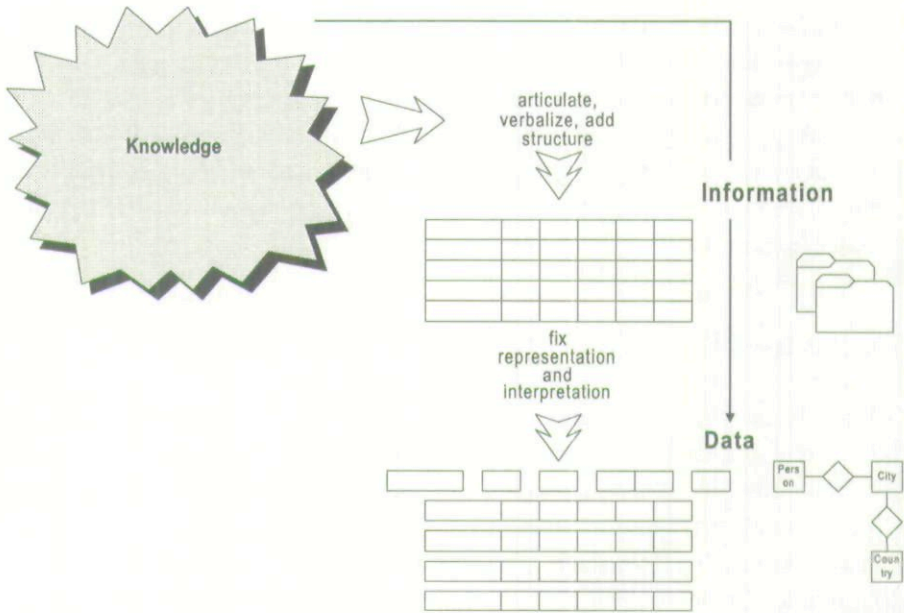 Knowledge
articulate,
verbalize, add
structure
Information
fix
representation
and
interpretation
Data
Pers
on
City
Coun
try